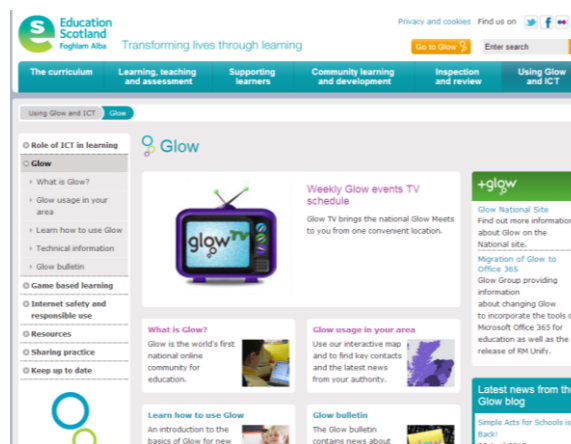 Education
Scotland
Foghlam Alba
Transforming lives through learning
Privacy and cookies Find us on
Go to Glow
Enter search
The curriculum
Learning, teaching
and assessment
Supporting
learners
Community learning
and development
Inspection
and review
Using Glow
and ICT
Using Glow and ICT
Glow
Role of ICT in learning
Glow
What is Glow?
Glow usage in your
area
Learn how to use Glow
Technical information
Glow bulletin
Game based learning
Internet safety and
responsible use
Resources
Sharing practice
Keep up to date
Glow
glow TV
Weekly Glow events TV
schedule
Glow TV brings the national Glow Meets
to you from one convenient location.
What is Glow?
Glow is the world's first
national online
community for
education.
Glow usage in your area
Use our interactive map
and to find key contacts
and the latest news
from your authority.
Learn how to use Glow
An introduction to the
basics of Glow for new
Glow bulletin
The Glow bulletin
contains news about
+glow
Glow National Site
Find out more information
about Glow on the
National site.
Migration of Glow to
Office 365
Glow Group providing
information
about changing Glow
to incorporate the tools o
Microsoft Office 365 for
education as well as the
release of RM Unify.
Latest news from the
Glow blog
Simple Acts for Schools is
Back!